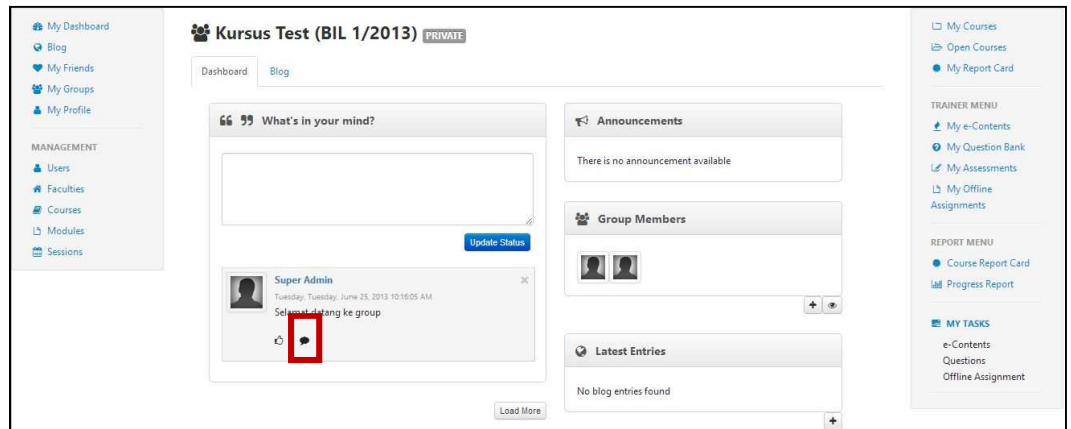 My Dashboard
Blog
My Friends
My Groups
My Profile
MANAGEMENT
Users
Faculties
Courses
Modules
Sessions
Kursus Test (BIL 1/2013) PRIVATE
Dashboard Blog
What's in your mind?
Update Status
Super Admin
Tuesday, Tuesday, June 25, 2013 10:16:05 AM
Selamat datang ke group
Load More
Announcements
There is no announcement available
Group Members
Latest Entries
No blog entries found
My Courses
Open Courses
My Report Card
TRAINER MENU
My e-Contents
My Question Bank
My Assessments
My Offline
Assignments
REPORT MENU
Course Report Card
Progress Report
MY TASKS
e-Contents
Questions
Offline Assignment